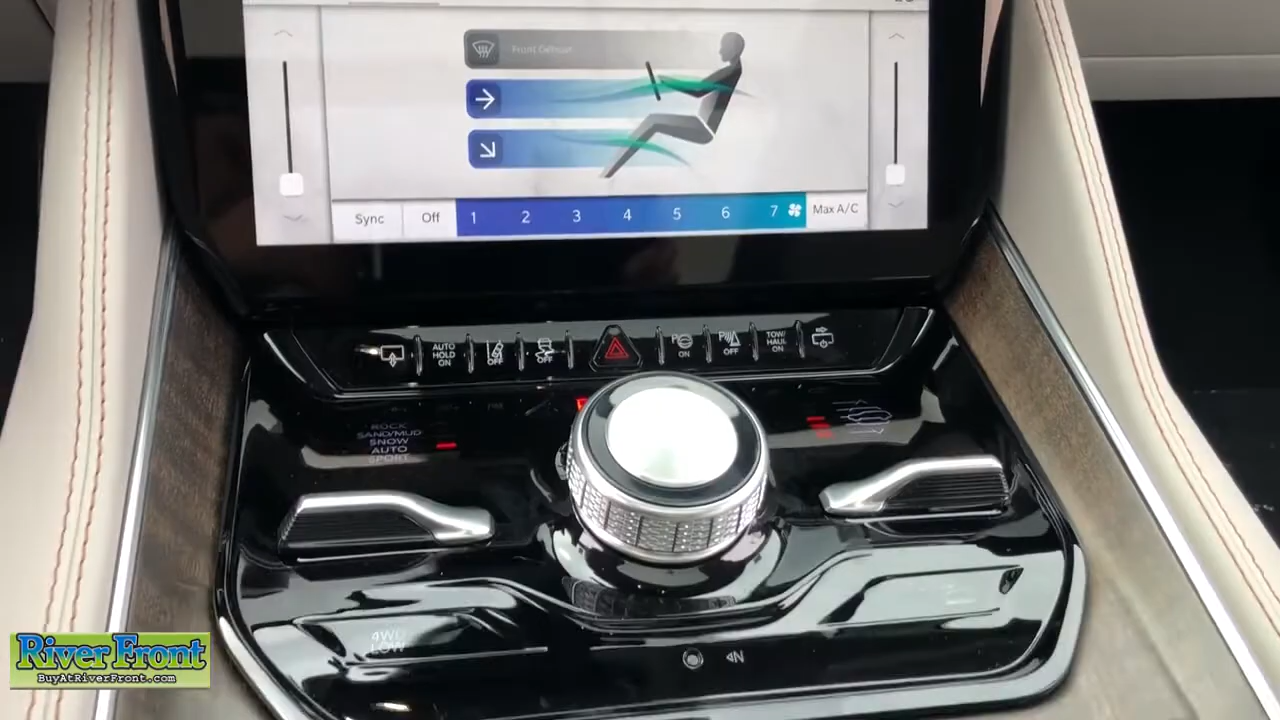 Front Defrost
Sync Off 1 2 3 4 5 6 7 Max A/C
AUTO
HOLD
ON
OFF
OFF
P
ON
P
OFF
TOW/
HAUL
ON
ROCK
SAND/MUD
SNOW
AUTO
SPORT
4WD
LOW
N
River Front
BuyAtRiverFront.com